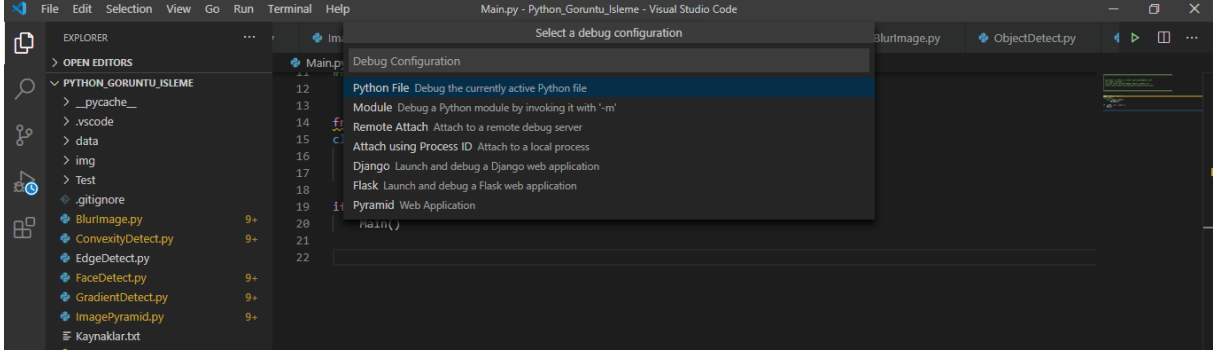 File Edit Selection View Go Run Terminal Help
Main.py - Python_Goruntu_Isleme - Visual Studio Code
EXPLORER
OPEN EDITORS
PYTHON_GORUNTU_ISLEME
__pycache__
.vscode
data
img
Test
.gitignore
BlurImage.py 9+
ConvexityDetect.py 9+
EdgeDetect.py
FaceDetect.py 9+
GradientDetect.py 9+
ImagePyramid.py 9+
Kaynaklar.txt
BlurImage.py
ObjectDetect.py
Select a debug configuration
Debug Configuration
Python File Debug the currently active Python file
Module Debug a Python module by invoking it with '-m'
Remote Attach Attach to a remote debug server
Attach using Process ID Attach to a local process
Django Launch and debug a Django web application
Flask Launch and debug a Flask web application
Pyramid Web Application
12
13
14
15
16
17
18
19
20 Main()
21
22